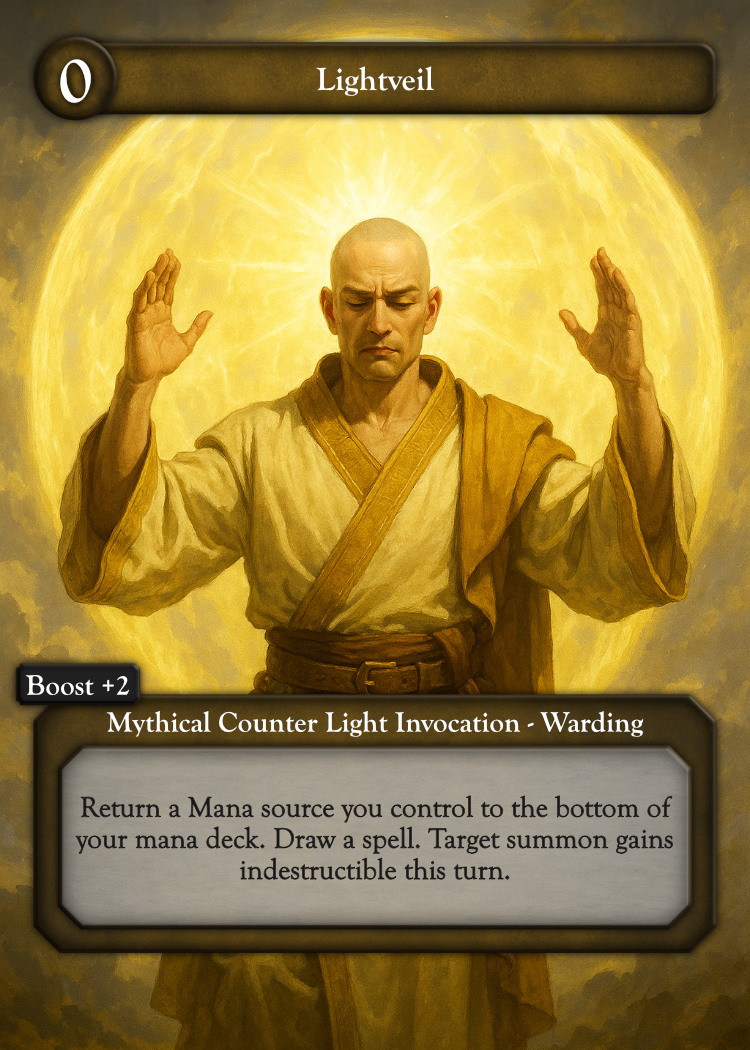 0
Lightveil
Boost +2
Mythical Counter Light Invocation - Warding
Return a Mana source you control to the bottom of
your mana deck. Draw a spell. Target summon gains
indestructible this turn.